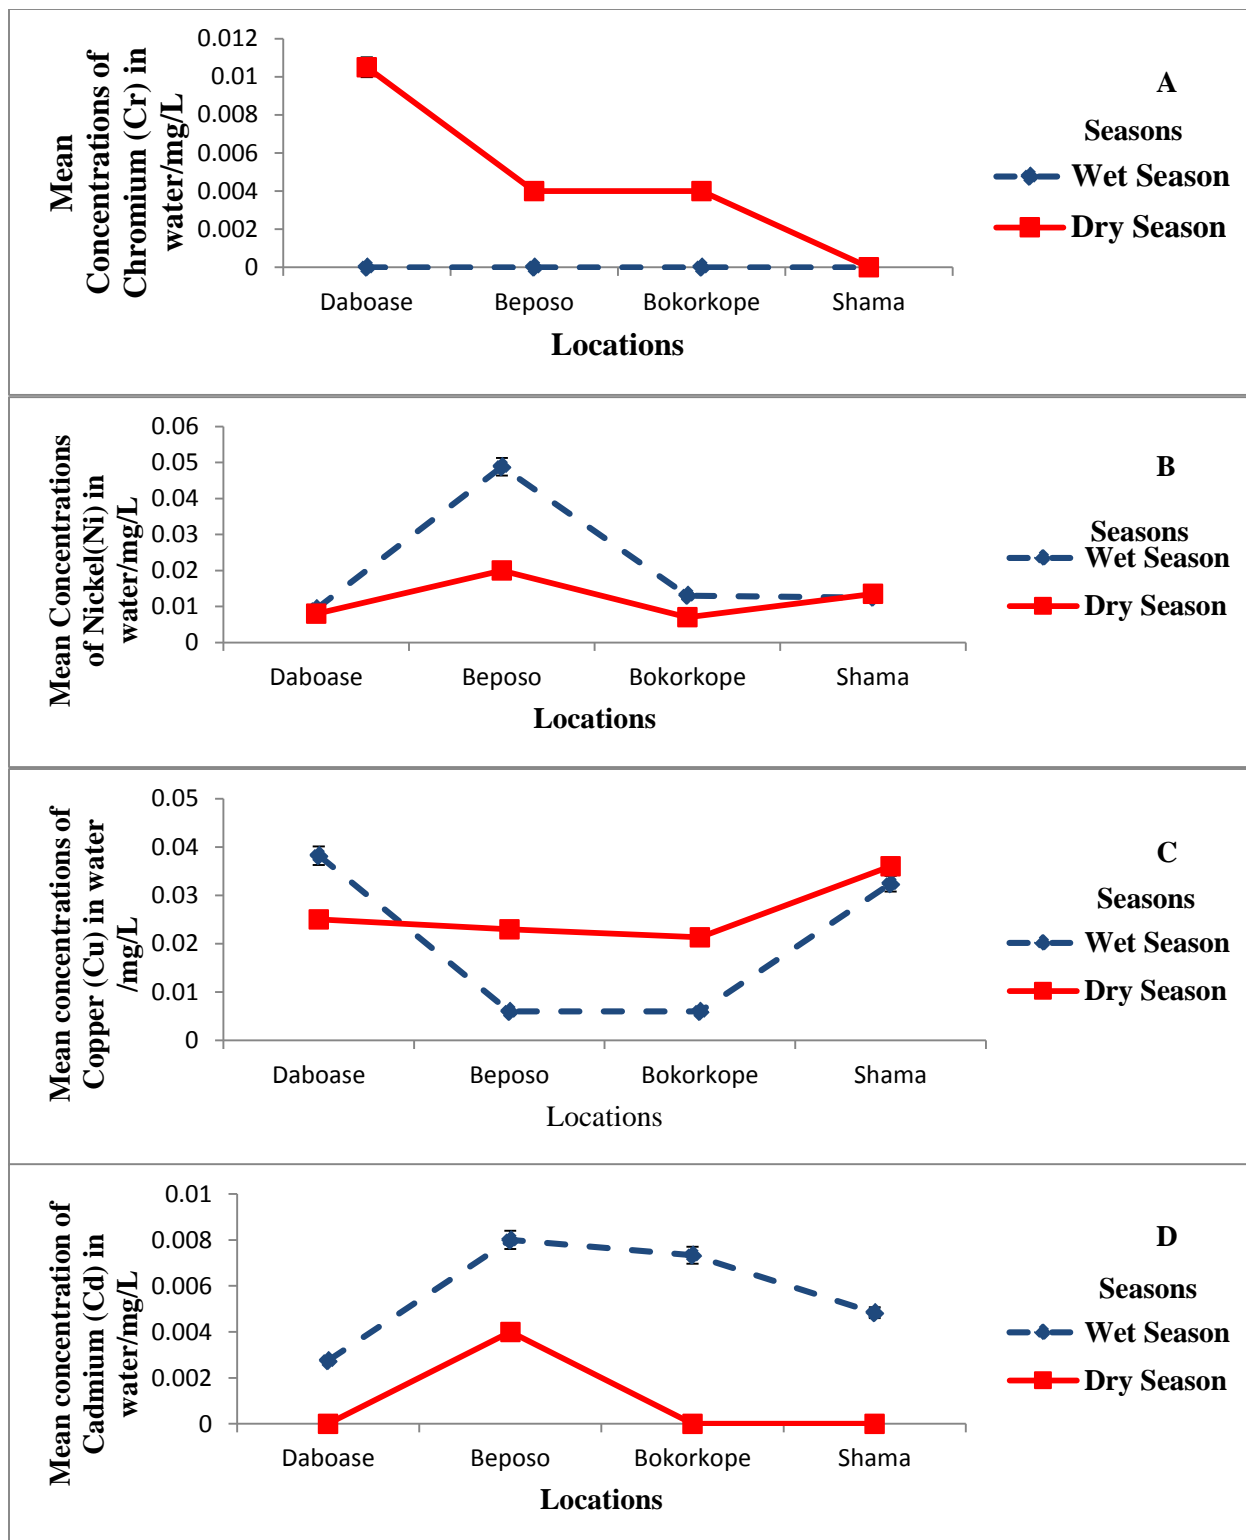 Mean
Concentrations of
Chromium (Cr) in
water/mg/L
0.012
0.01
0.008
0.006
0.004
0.002
0
Daboase Beposo Bokorkope Shama
Locations
A
Seasons
Wet Season
Dry Season
Mean Concentrations
of Nickel(Ni) in
water/mg/L
0.06
0.05
0.04
0.03
0.02
0.01
0
Daboase Beposo Bokorkope Shama
Locations
B
Seasons
Wet Season
Dry Season
Mean concentrations of
Copper (Cu) in water
/mg/L
0.05
0.04
0.03
0.02
0.01
0
Daboase Beposo Bokorkope Shama
Locations
C
Seasons
Wet Season
Dry Season
Mean concentration of
Cadmium (Cd) in
water/mg/L
0.01
0.008
0.006
0.004
0.002
0
Daboase Beposo Bokorkope Shama
Locations
D
Seasons
Wet Season
Dry Season